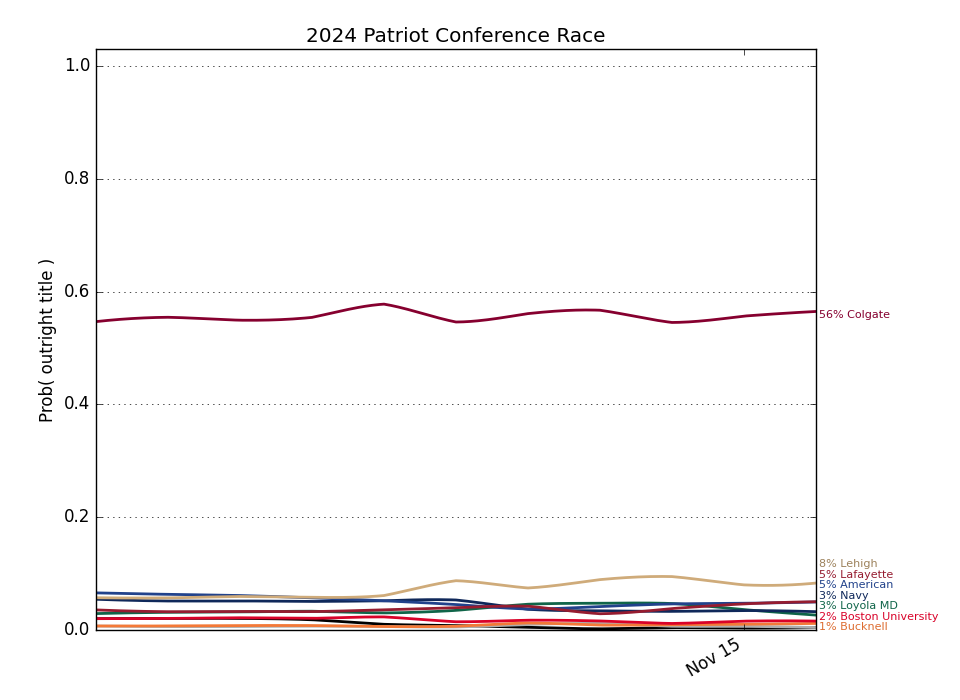 2024 Patriot Conference Race
Prob( outright title )
1.0
0.8
0.6
0.4
0.2
0.0
56% Colgate
8% Lehigh
5% Lafayette
5% American
3% Navy
3% Loyola MD
2% Boston University
1% Bucknell
Nov 15